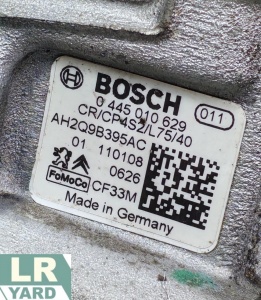 BOSCH
0 445 010 629
CR/CP4S2/L75/40
011
AH2Q9B395AC
01 110108
0626
FoMoCo CF33M
Made in Germany
LR
YARD